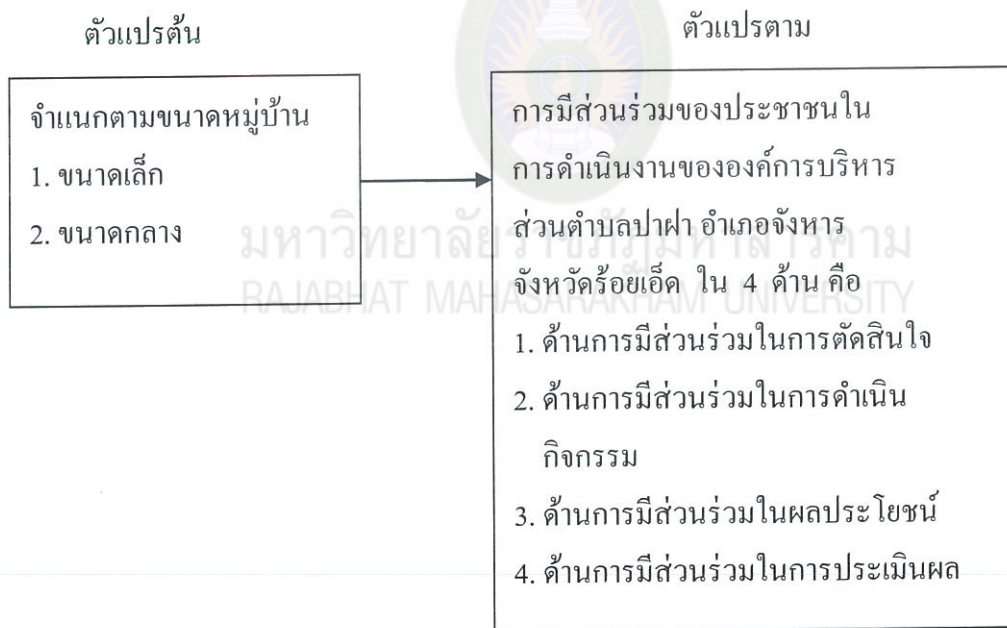 ตัวแปรต้น
จำแนกตามขนาดหมู่บ้าน
1. ขนาดเล็ก
2. ขนาดกลาง
ตัวแปรตาม
การมีส่วนร่วมของประชาชนใน
การดำเนินงานขององค์การบริหาร
ส่วนตำบลปาฝา อำเภอจังหาร
จังหวัดร้อยเอ็ด ใน 4 ด้าน คือ
1. ด้านการมีส่วนร่วมในการตัดสินใจ
2. ด้านการมีส่วนร่วมในการดำเนิน
กิจกรรม
3. ด้านการมีส่วนร่วมในผลประโยชน์
4. ด้านการมีส่วนร่วมในการประเมินผล
มหาวิทยาลัยราชภัฏมหาสารคาม
RAJABHAT MAHASARAKHAM UNIVERSITY